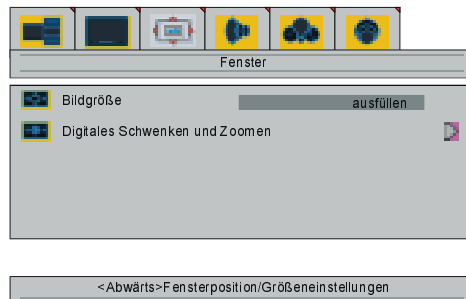 Fenster
Bildgröße ausfüllen
Digitales Schwenken und Zoomen
<Abwärts>Fensterposition/Größeneinstellungen